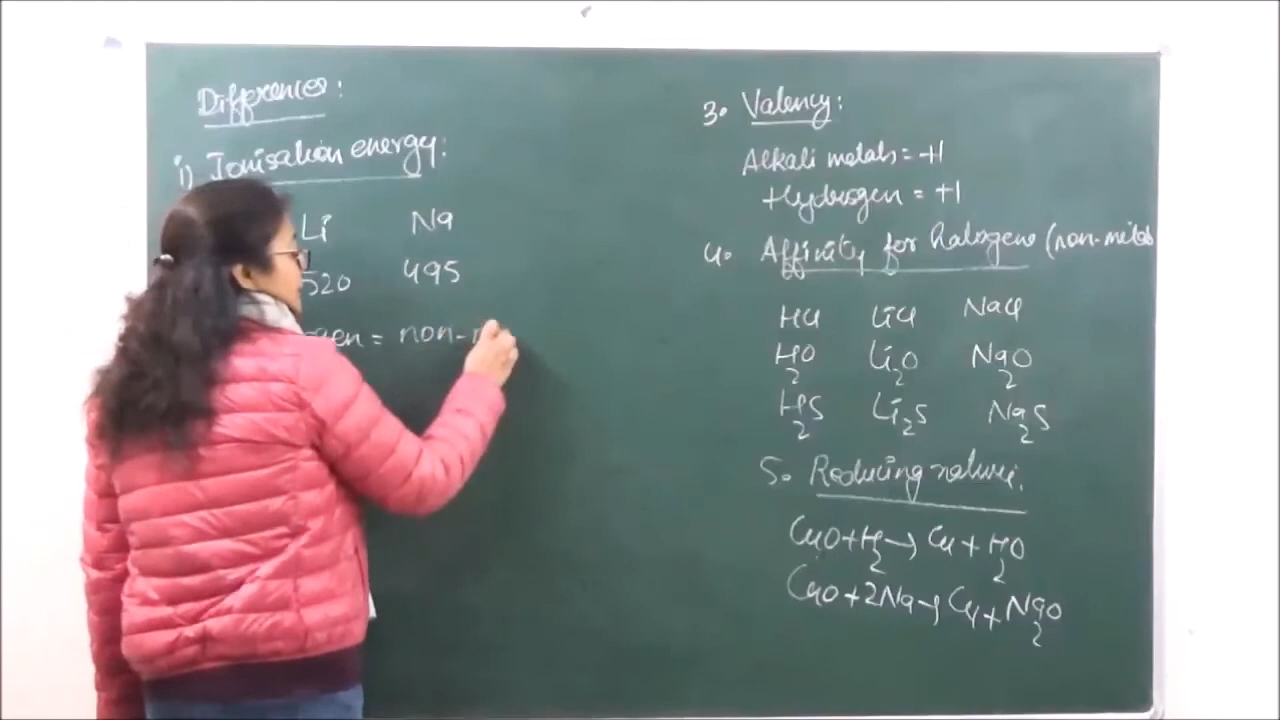 Differences:
i) Ionisation energy:
Li Na
520 495
gen = non-
3. Valency:
Alkali metals = +1
Hydrogen = +1
4. Affinity for halogens (non-metals
HCl LiCl NaCl
H2O Li2O Na2O
H2S Li2S Na2S
5. Reducing nature:
CuO + H2 → Cu + H2O
CuO + 2Na → Cu + Na2O